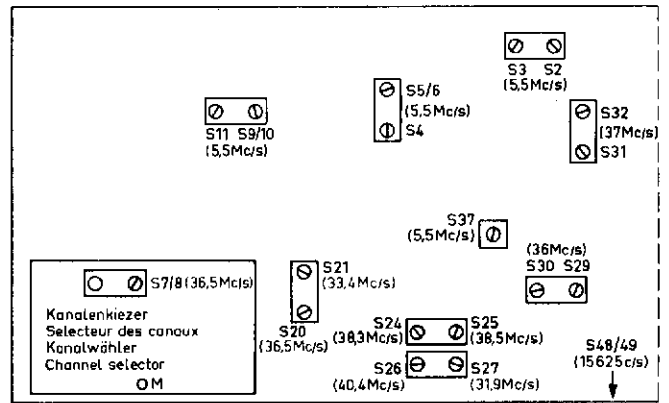 S3 S2
(5,5Mc/s)
S5/6
(5,5Mc/s)
S4
S11 S9/10
(5,5Mc/s)
S32
(37Mc/s)
S31
S37
(5,5Mc/s)
(36Mc/s)
S30 S29
S7/8 (36,5Mc/s)
Kanalenkiezer
Selecteur des canaux
Kanalwähler
Channel selector
M
S21
(33,4Mc/s)
S20
(36,5Mc/s)
S24
(38,3Mc/s)
S25
(38,5Mc/s)
S26
(40,4Mc/s)
S27
(31,9Mc/s)
S48/49
(15625c/s)